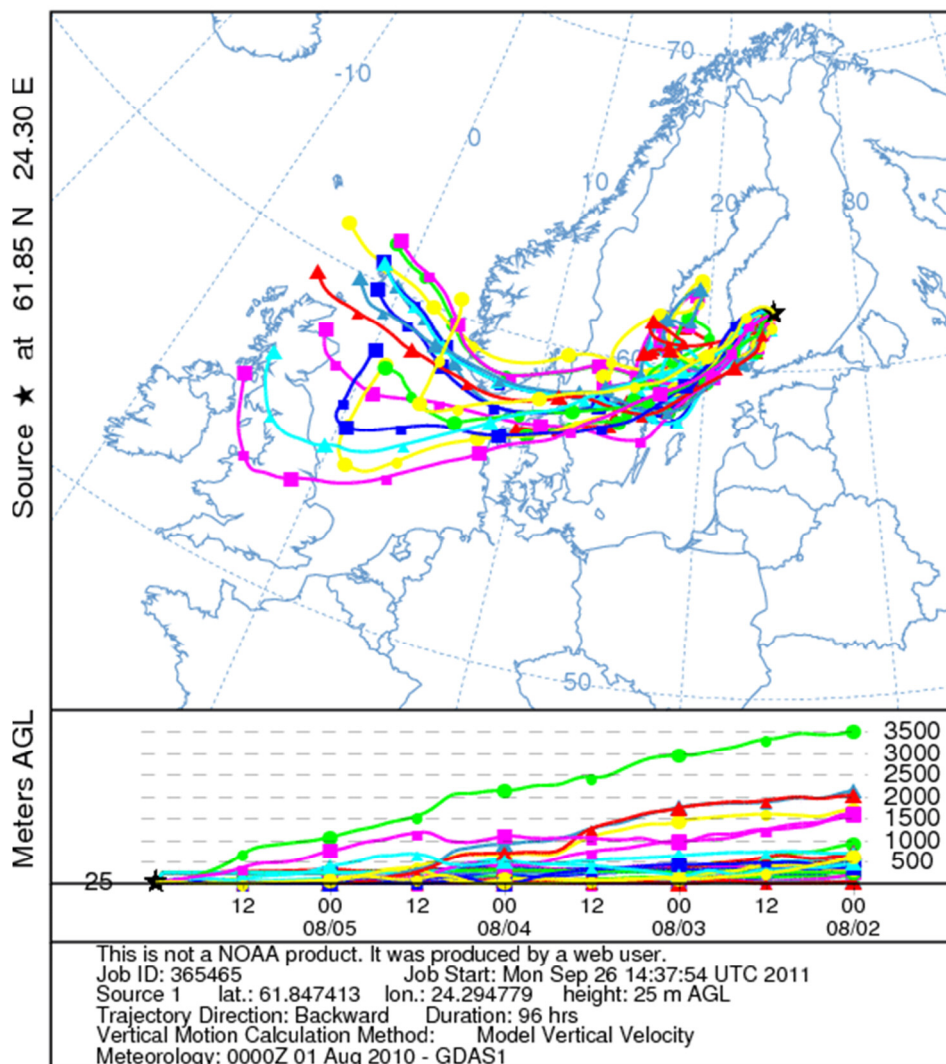 Source ★ at 61.85 N 24.30 E
-10
0
10
20
30
70
60
50
Meters AGL
3500
3000
2500
2000
1500
1000
500
25
12 00 12 00 12 00 12 00
08/05 08/04 08/03 08/02
This is not a NOAA product. It was produced by a web user.
Job ID: 365465 Job Start: Mon Sep 26 14:37:54 UTC 2011
Source 1 lat.: 61.847413 lon.: 24.294779 height: 25 m AGL
Trajectory Direction: Backward Duration: 96 hrs
Vertical Motion Calculation Method: Model Vertical Velocity
Meteorology: 0000Z 01 Aug 2010 - GDAS1